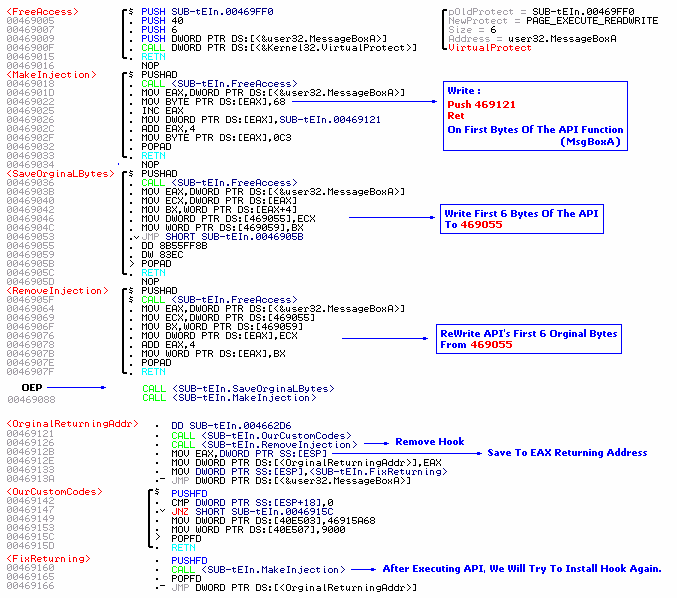 <FreeAccess> $ PUSH SUB-tEIn.00469FF0 pOldProtect = SUB-tEIn.00469FF0
00469005 . PUSH 40 NewProtect = PAGE_EXECUTE_READWRITE
00469007 . PUSH 6 Size = 6
00469009 . PUSH DWORD PTR DS:[<&user32.MessageBoxA>] Address = user32.MessageBoxA
0046900F . CALL DWORD PTR DS:[<&Kernel32.VirtualProtect>] VirtualProtect
00469015 . RETN
00469016 NOP
<MakeInjection> $ PUSHAD
00469018 . CALL <SUB-tEIn.FreeAccess>
0046901D . MOV EAX,DWORD PTR DS:[<&user32.MessageBoxA>]
00469022 . MOV BYTE PTR DS:[EAX],68
00469025 . INC EAX
00469026 . MOV DWORD PTR DS:[EAX],SUB-tEIn.00469121
0046902C . ADD EAX,4
0046902F . MOV BYTE PTR DS:[EAX],0C3
00469032 . POPAD
00469033 . RETN
00469034 NOP
Write :
Push 469121
Ret
On First Bytes Of The API Function
(MsgBoxA)
<SaveOrginaLBytes> $ PUSHAD
00469036 . CALL <SUB-tEIn.FreeAccess>
0046903B . MOV EAX,DWORD PTR DS:[<&user32.MessageBoxA>]
00469040 . MOV ECX,DWORD PTR DS:[EAX]
00469042 . MOV BX,WORD PTR DS:[EAX+4]
00469046 . MOV DWORD PTR DS:[469055],ECX
0046904C . MOV WORD PTR DS:[469059],BX
00469053 . JMP SHORT SUB-tEIn.0046905B
00469055 . DD 8B55FF8B
00469059 . DW 83EC
0046905B > POPAD
0046905C . RETN
0046905D NOP
Write First 6 Bytes Of The API
To 469055
<RemoveInjection> $ PUSHAD
0046905F . CALL <SUB-tEIn.FreeAccess>
00469064 . MOV EAX,DWORD PTR DS:[<&user32.MessageBoxA>]
00469069 . MOV ECX,DWORD PTR DS:[469055]
0046906F . MOV BX,WORD PTR DS:[469059]
00469076 . MOV DWORD PTR DS:[EAX],ECX
00469078 . ADD EAX,4
0046907B . MOV WORD PTR DS:[EAX],BX
0046907E . POPAD
0046907F . RETN
ReWrite API's First 6 Orginal Bytes
From 469055
OEP CALL <SUB-tEIn.SaveOrginaLBytes>
00469088 CALL <SUB-tEIn.MakeInjection>
<OrginalReturningAddr> . DD SUB-tEIn.004662D6
00469121 . CALL <SUB-tEIn.OurCustomCodes>
00469126 . CALL <SUB-tEIn.RemoveInjection> Remove Hook
0046912B . MOV EAX,DWORD PTR SS:[ESP] Save To EAX Returning Address
0046912E . MOV DWORD PTR DS:[<OrginalReturningAddr>],EAX
00469133 . MOV DWORD PTR SS:[ESP],<SUB-tEIn.FixReturning>
0046913A .- JMP DWORD PTR DS:[<&user32.MessageBoxA>]
<OurCustomCodes> $ PUSHFD
00469142 . CMP DWORD PTR SS:[ESP+18],0
00469147 . JNZ SHORT SUB-tEIn.0046915C
00469149 . MOV DWORD PTR DS:[40E503],46915A68
00469153 . MOV WORD PTR DS:[40E507],9000
0046915C > POPFD
0046915D . RETN
<FixReturning> . PUSHFD
00469160 . CALL <SUB-tEIn.MakeInjection> After Executing API, We Will Try To Install Hook Again.
00469165 . POPFD
00469166 .- JMP DWORD PTR DS:[<OrginalReturningAddr>]